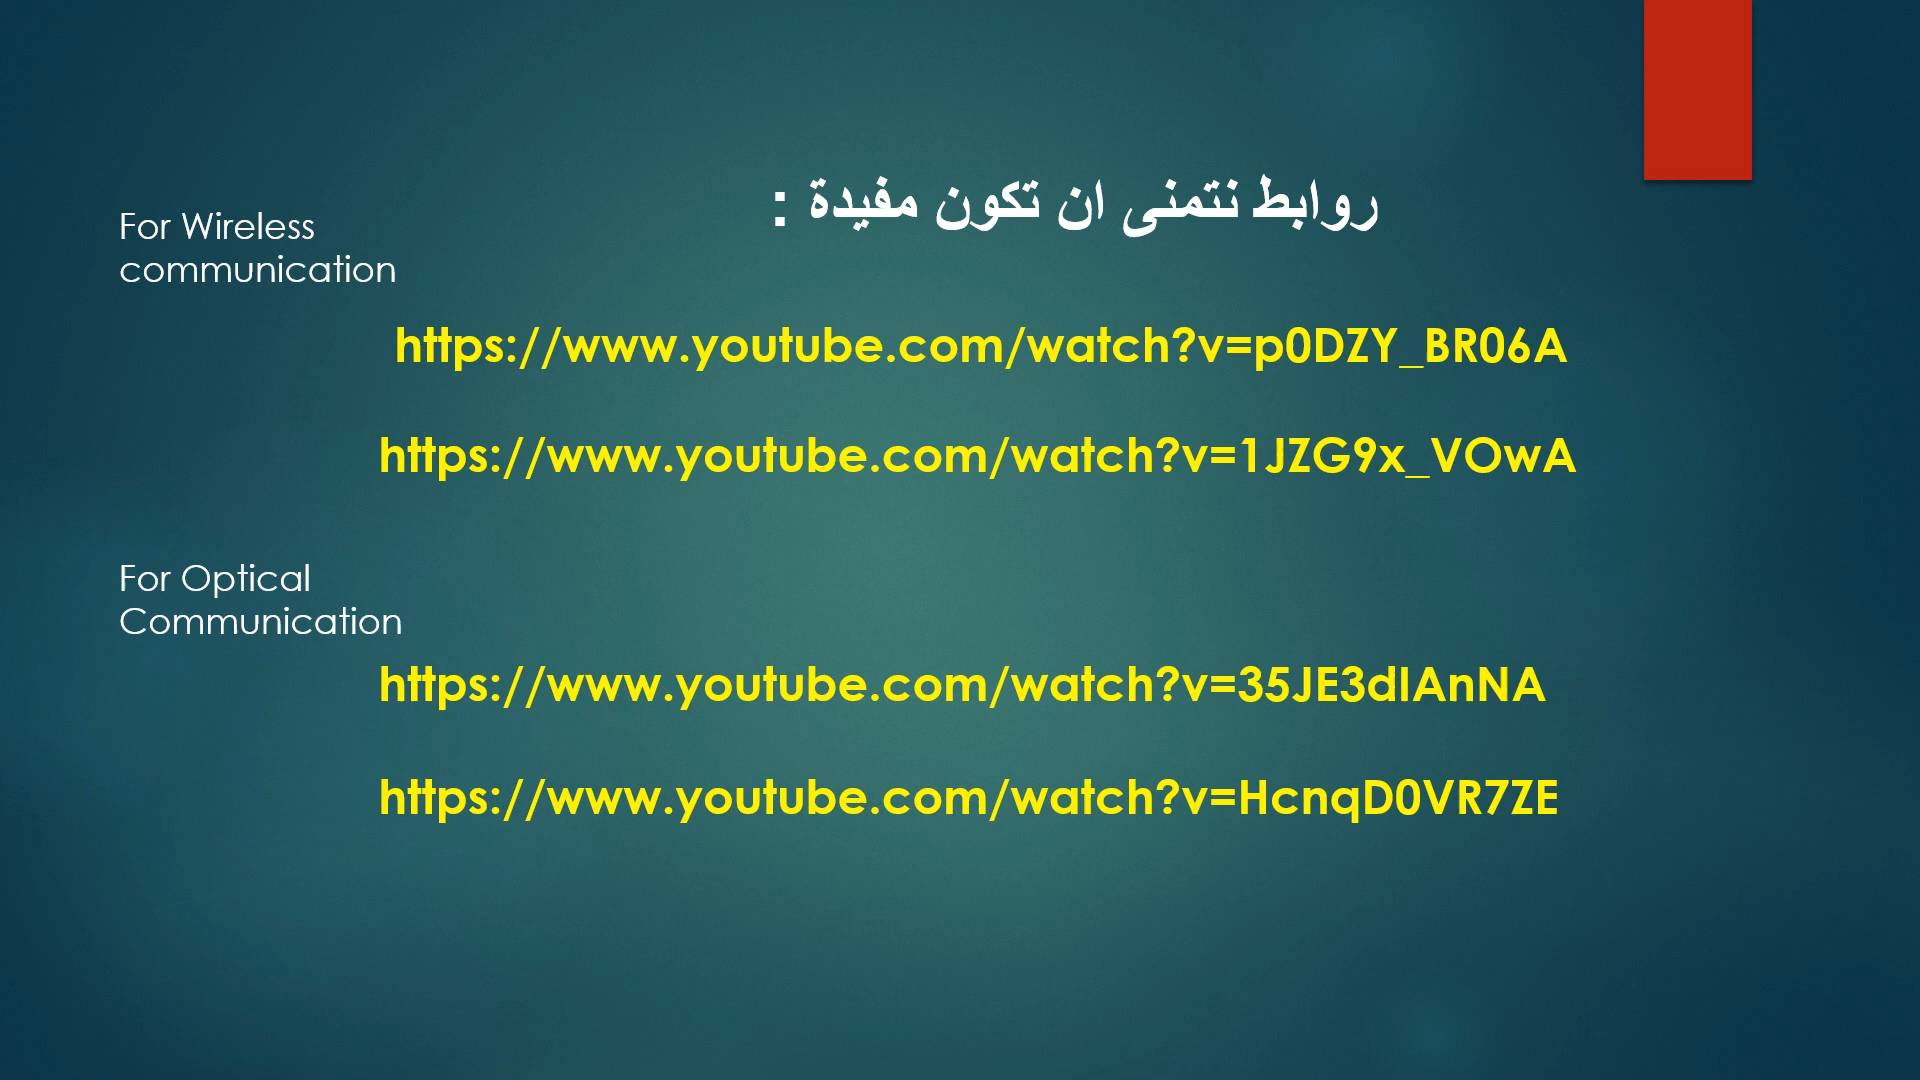 روابط نتمنى ان تكون مفيدة :
For Wireless
communication
https://www.youtube.com/watch?v=p0DZY_BR06A
https://www.youtube.com/watch?v=1JZG9x_VOwA
For Optical
Communication
https://www.youtube.com/watch?v=35JE3dIAnNA
https://www.youtube.com/watch?v=HcnqD0VR7ZE